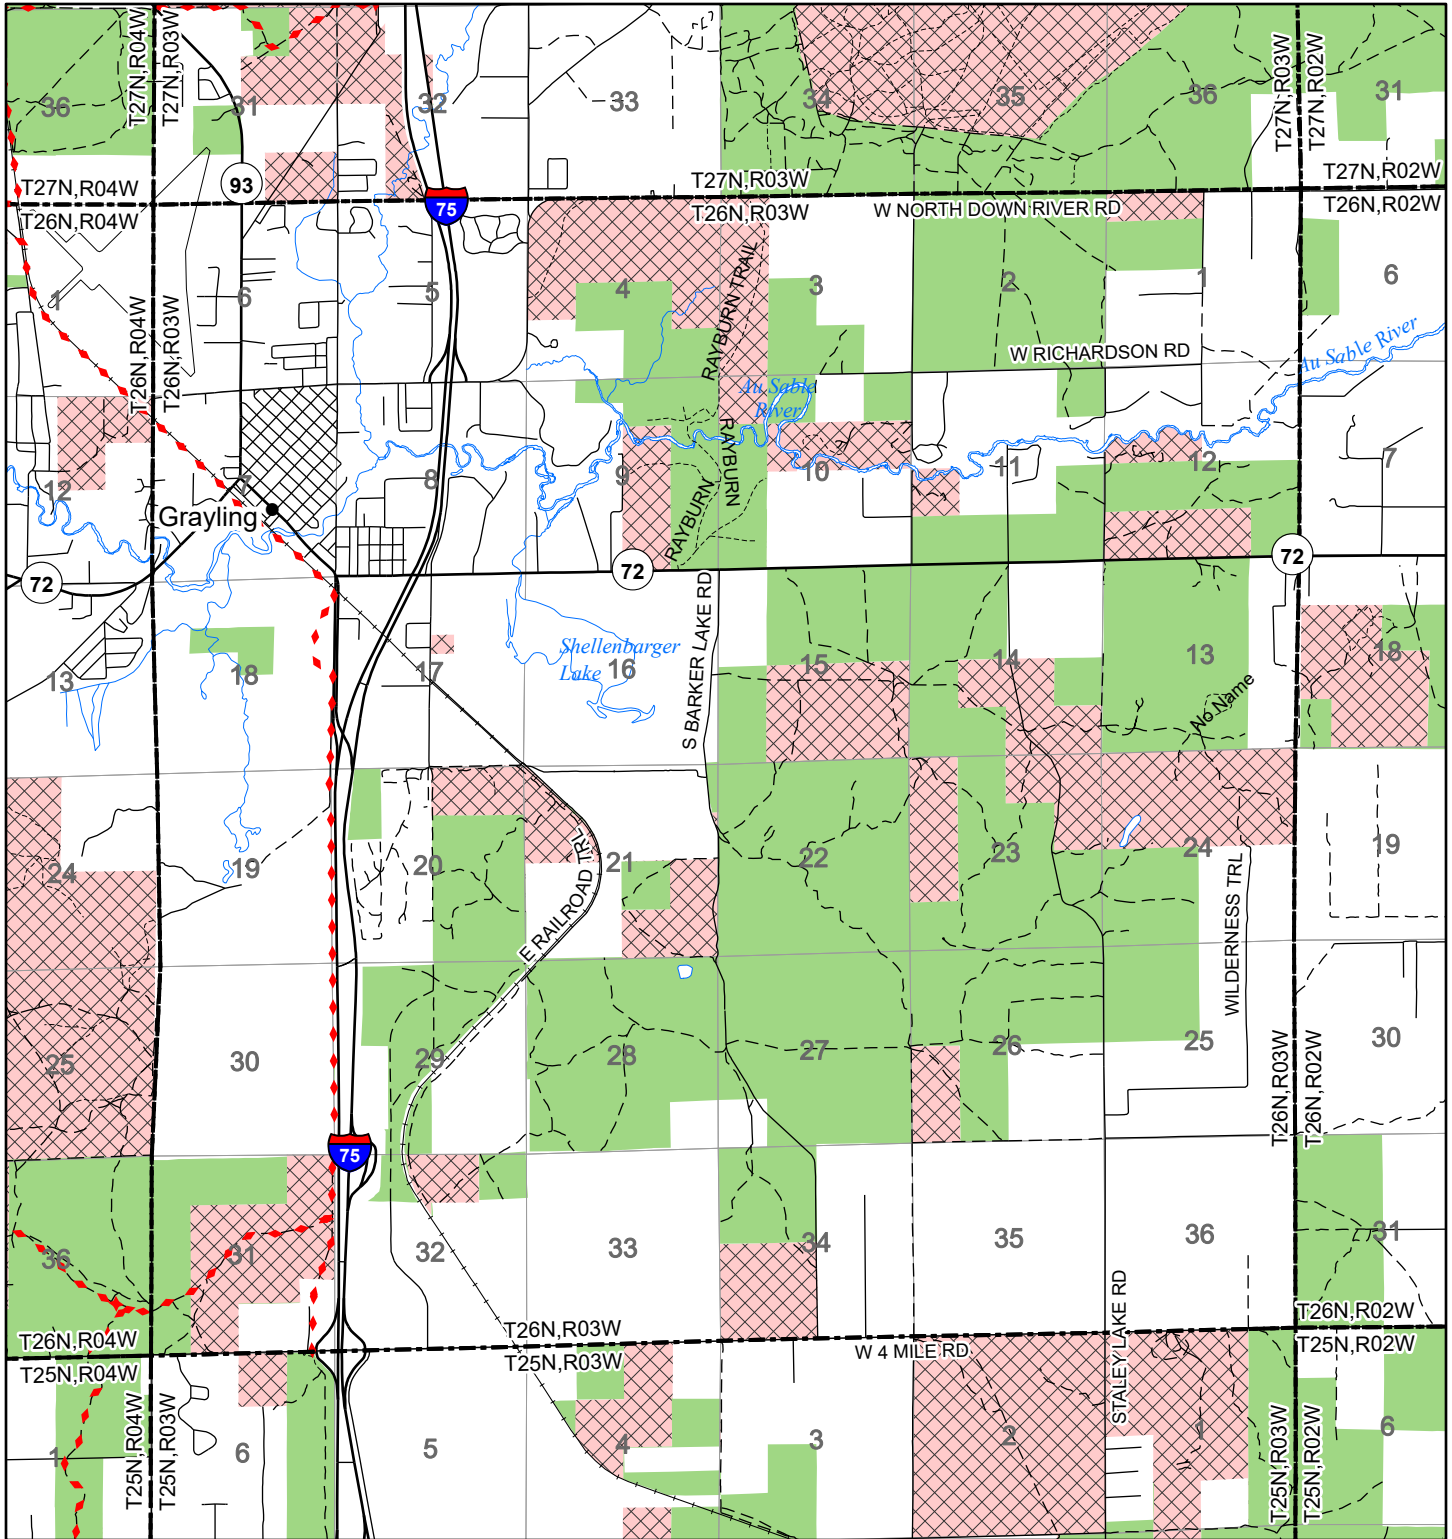 T27N,R04W
T27N,R03W
T27N,R03W
T27N,R02W
36
31
32
33
34
35
36
31
93
T27N,R04W
T27N,R03W
T27N,R02W
75
T26N,R04W
T26N,R03W
W NORTH DOWN RIVER RD
T26N,R02W
1
6
5
4
3
2
1
6
T26N,R04W
T26N,R03W
RAYBURN TRAIL
W RICHARDSON RD
Au Sable River
Au Sable
River
12
7
8
9
10
11
12
7
Grayling
RAYBURN
RAYBURN
72
72
72
S BARKER LAKE RD
Shellenbarger
Lake
13
18
17
16
15
14
13
18
No Name
24
19
20
21
22
23
24
19
E RAILROAD TRL
WILDERNESS TRL
25
30
29
28
27
26
25
30
T26N,R03W
T26N,R02W
75
36
31
32
33
34
35
36
31
STALEY LAKE RD
T26N,R04W
T26N,R03W
T26N,R02W
T25N,R04W
T25N,R03W
W 4 MILE RD
T25N,R02W
1
6
5
4
3
2
1
6
T25N,R04W
T25N,R03W
T25N,R03W
T25N,R02W